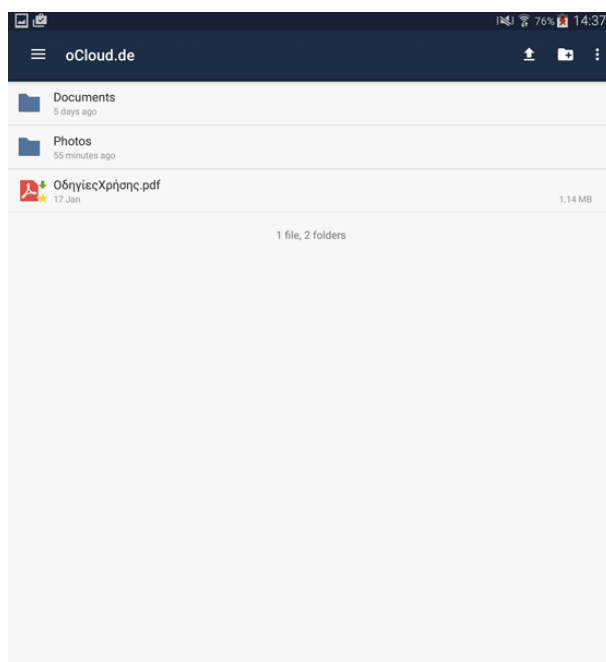 76% 14:37
oCloud.de
Documents
5 days ago
Photos
55 minutes ago
ΟδηγίεςΧρήσης.pdf
17 Jan 1.14 MB
1 file, 2 folders